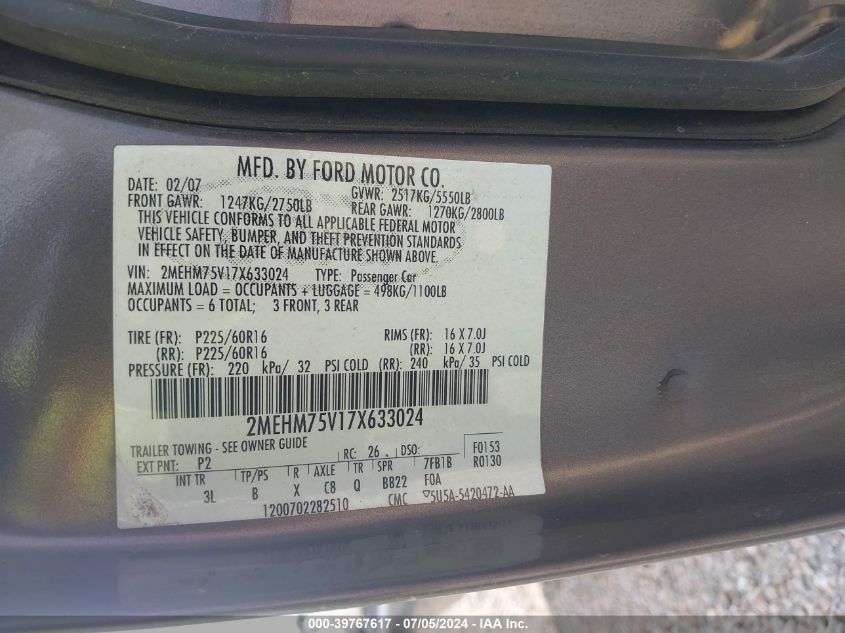 MFD. BY FORD MOTOR CO.
DATE: 02/07 GVWR: 2517KG/5550LB
FRONT GAWR: 1247KG/2750LB REAR GAWR: 1270KG/2800LB
THIS VEHICLE CONFORMS TO ALL APPLICABLE FEDERAL MOTOR
VEHICLE SAFETY, BUMPER, AND THEFT PREVENTION STANDARDS
IN EFFECT ON THE DATE OF MANUFACTURE SHOWN ABOVE.
VIN: 2MEHM75V17X633024 TYPE: Passenger Car
MAXIMUM LOAD = OCCUPANTS + LUGGAGE = 498KG/1100LB
OCCUPANTS = 6 TOTAL; 3 FRONT, 3 REAR
TIRE (FR): P225/60R16 RIMS (FR): 16 X 7.0J
(RR): P225/60R16 (RR): 16 X 7.0J
PRESSURE (FR): 220 kPa/ 32 PSI COLD (RR): 240 kPa/ 35 PSI COLD
2MEHM75V17X633024
TRAILER TOWING - SEE OWNER GUIDE
EXT PNT: P2 RC: 26 DSO: F0153
7FB1B R0130
INT TR TP/PS R AXLE TR SPR F0A
3L B X CB Q BB22
1200702282510 CMC ▽5U5A-5420472-AA
000-39767617 - 07/05/2024 - IAA Inc.